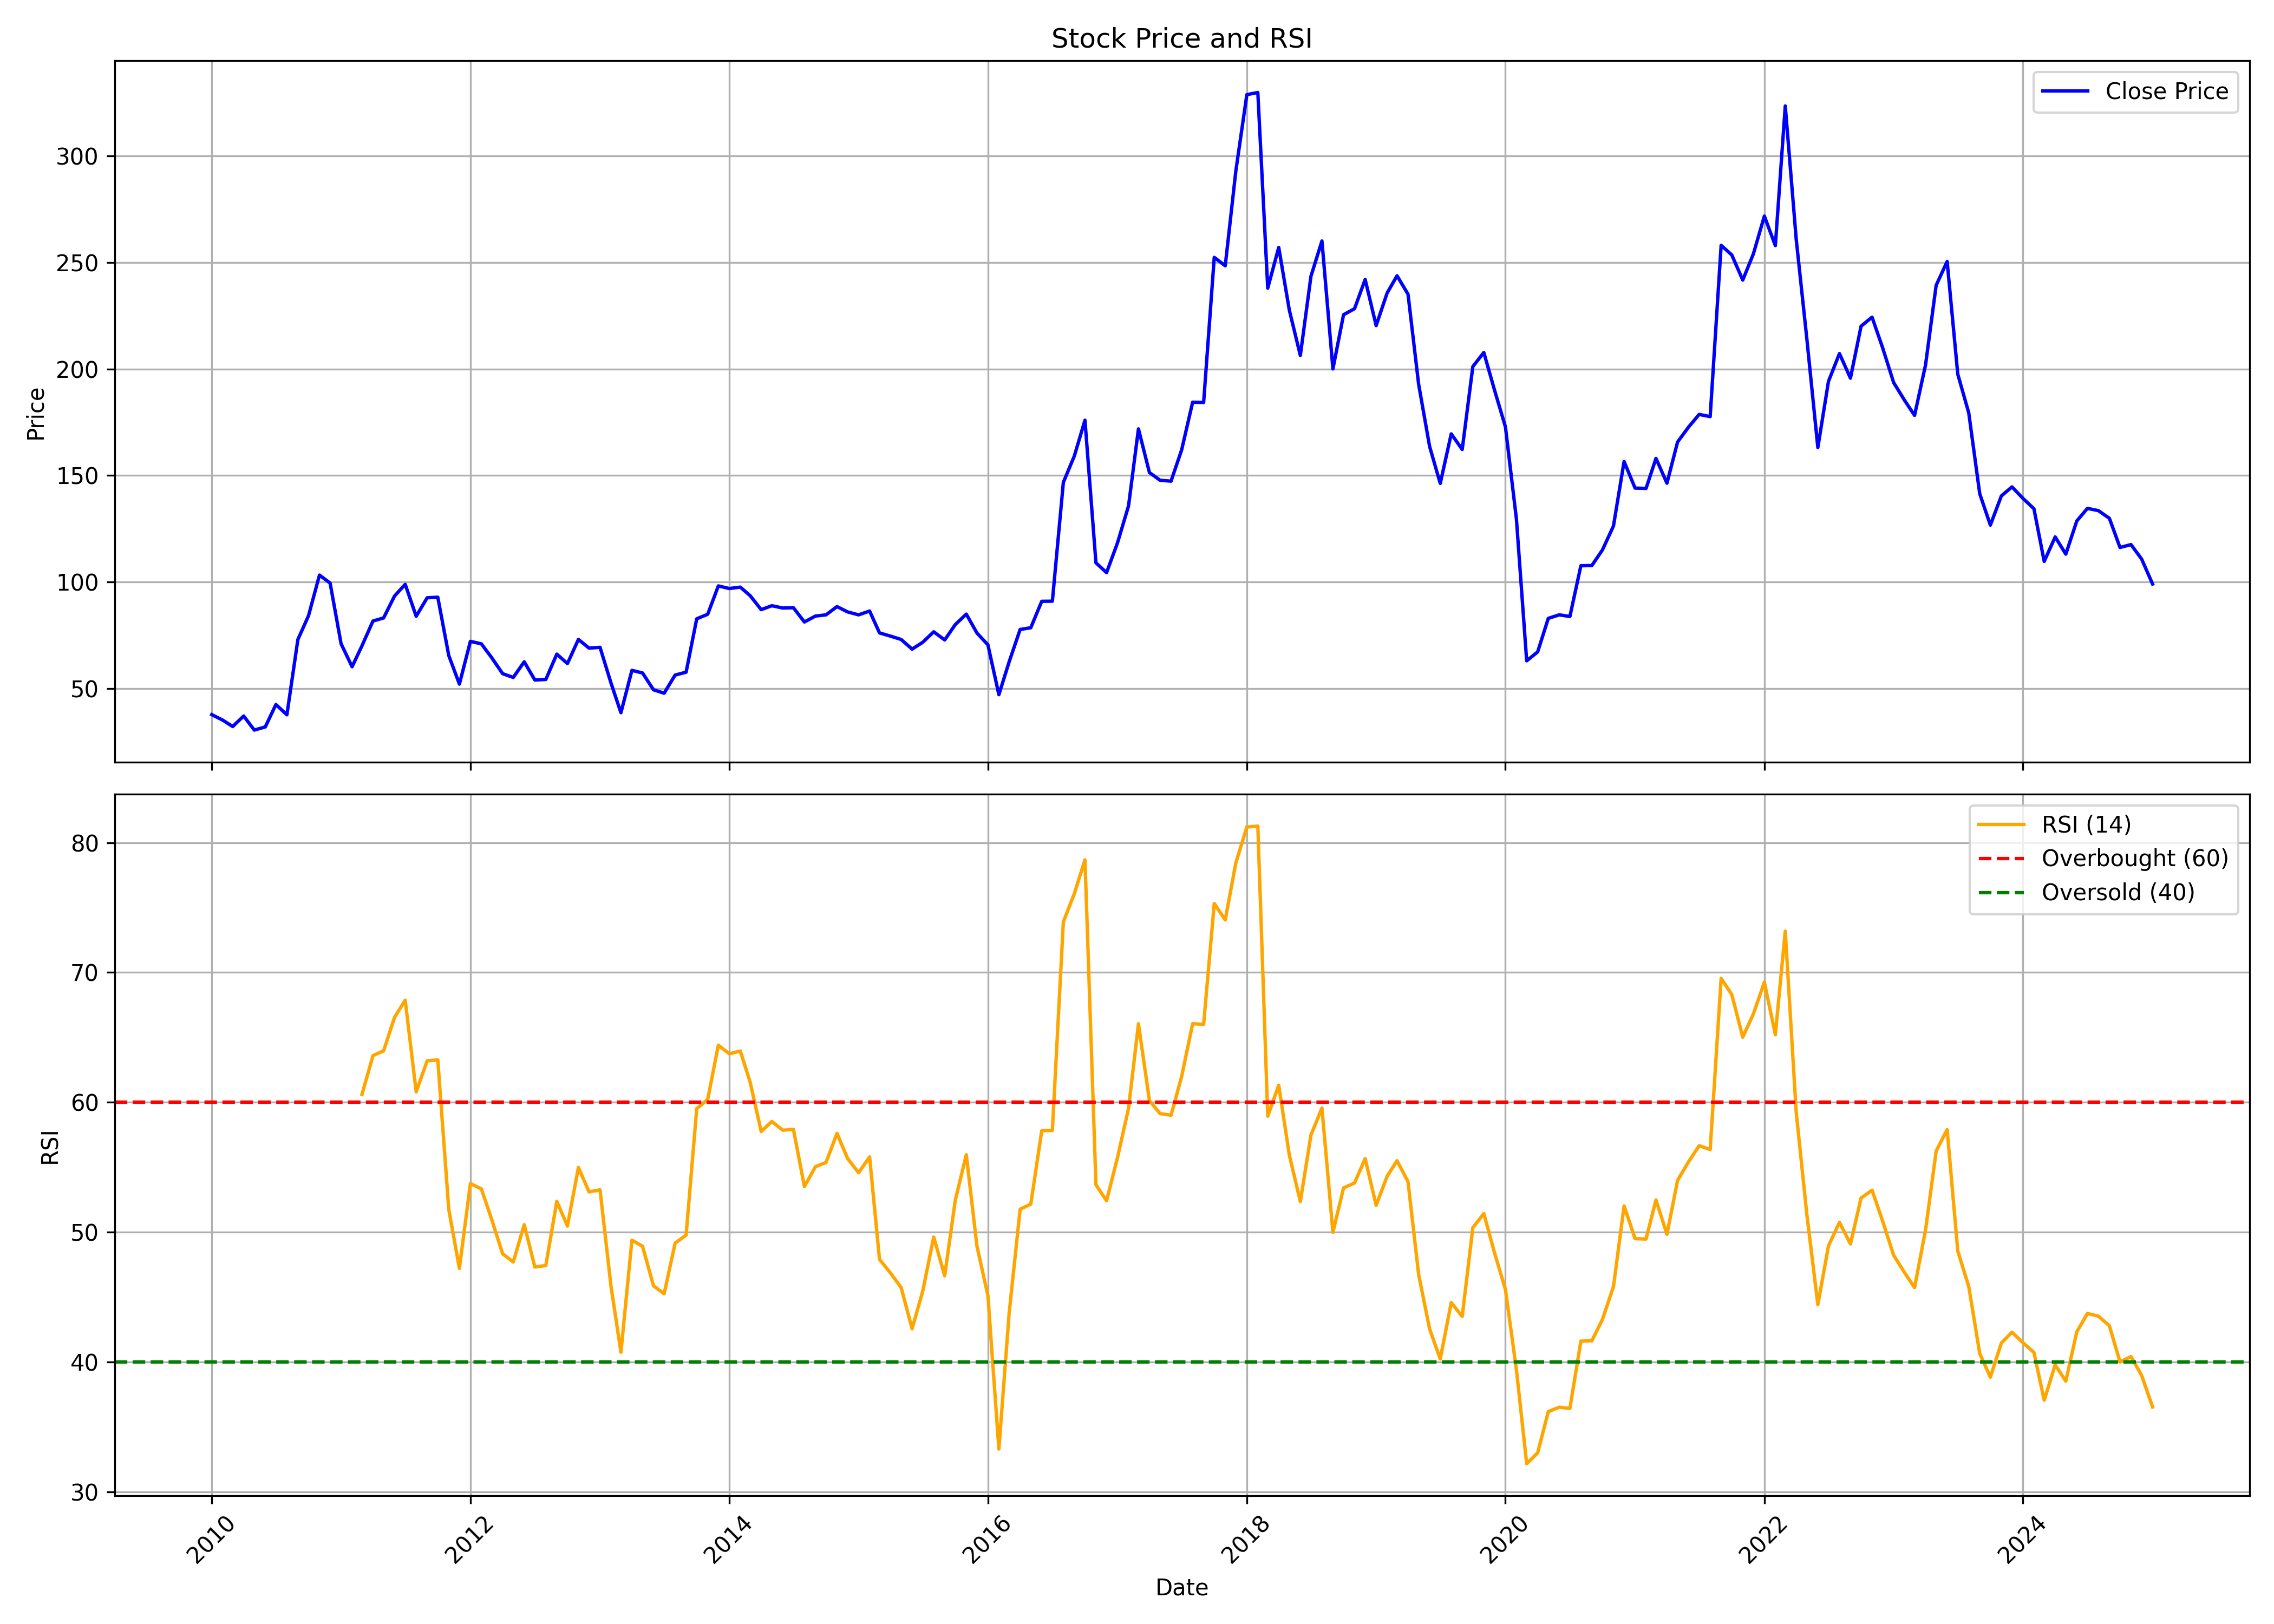 Stock Price and RSI
Close Price
300
250
200
150
100
50
Price
RSI (14)
Overbought (60)
Oversold (40)
80
70
60
50
40
30
RSI
2010
2012
2014
2016
2018
2020
2022
2024
Date